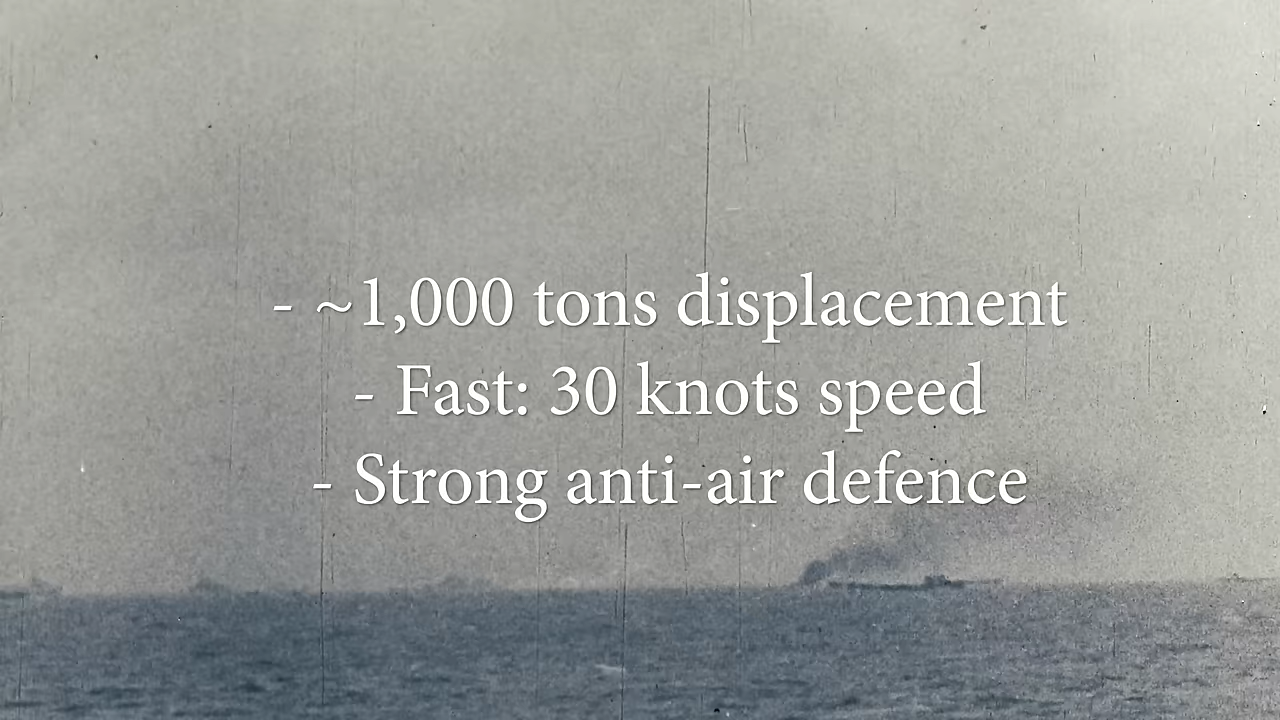 - ~1,000 tons displacement
- Fast: 30 knots speed
- Strong anti-air defence